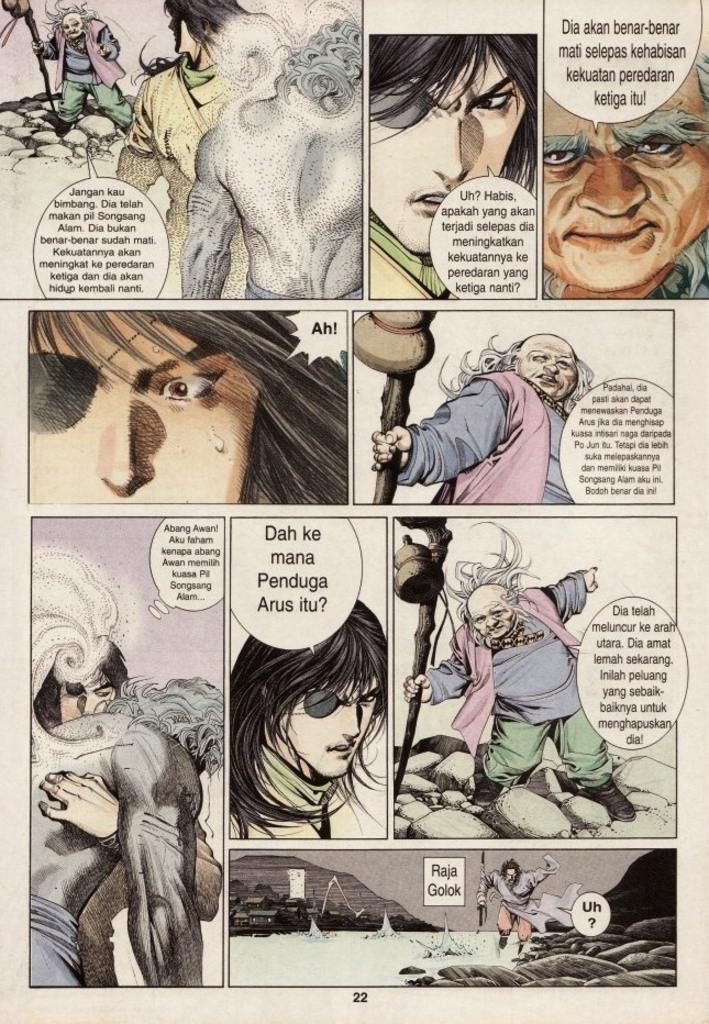 Jangan kau
bimbang. Dia telah
makan pil Songsang
Alam. Dia bukan
benar-benar sudah mati.
Kekuatannya akan
meningkat ke peredaran
ketiga dan dia akan
hidup kembali nanti.
Uh? Habis,
apakah yang akan
terjadi selepas dia
meningkatkan
kekuatannya ke
peredaran yang
ketiga nanti?
Dia akan benar-benar
mati selepas kehabisan
kekuatan peredaran
ketiga itu!
Ah!
Padahal, dia
pasti akan dapat
menewaskan Penduga
Arus jika dia menghisap
kuasa intisari naga daripada
Po Jun itu. Tetapi dia lebih
suka melepaskannya
dan memiliki kuasa Pil
Songsang Alam aku ini.
Bodoh benar dia ini!
Abang Awan!
Aku faham
kenapa abang
Awan memilih
kuasa Pil
Songsang
Alam...
Dah ke
mana
Penduga
Arus itu?
Dia telah
meluncur ke arah
utara. Dia amat
lemah sekarang.
Inilah peluang
yang sebaik-
baiknya untuk
menghapuskan
dia!
Raja
Golok
Uh
?
22